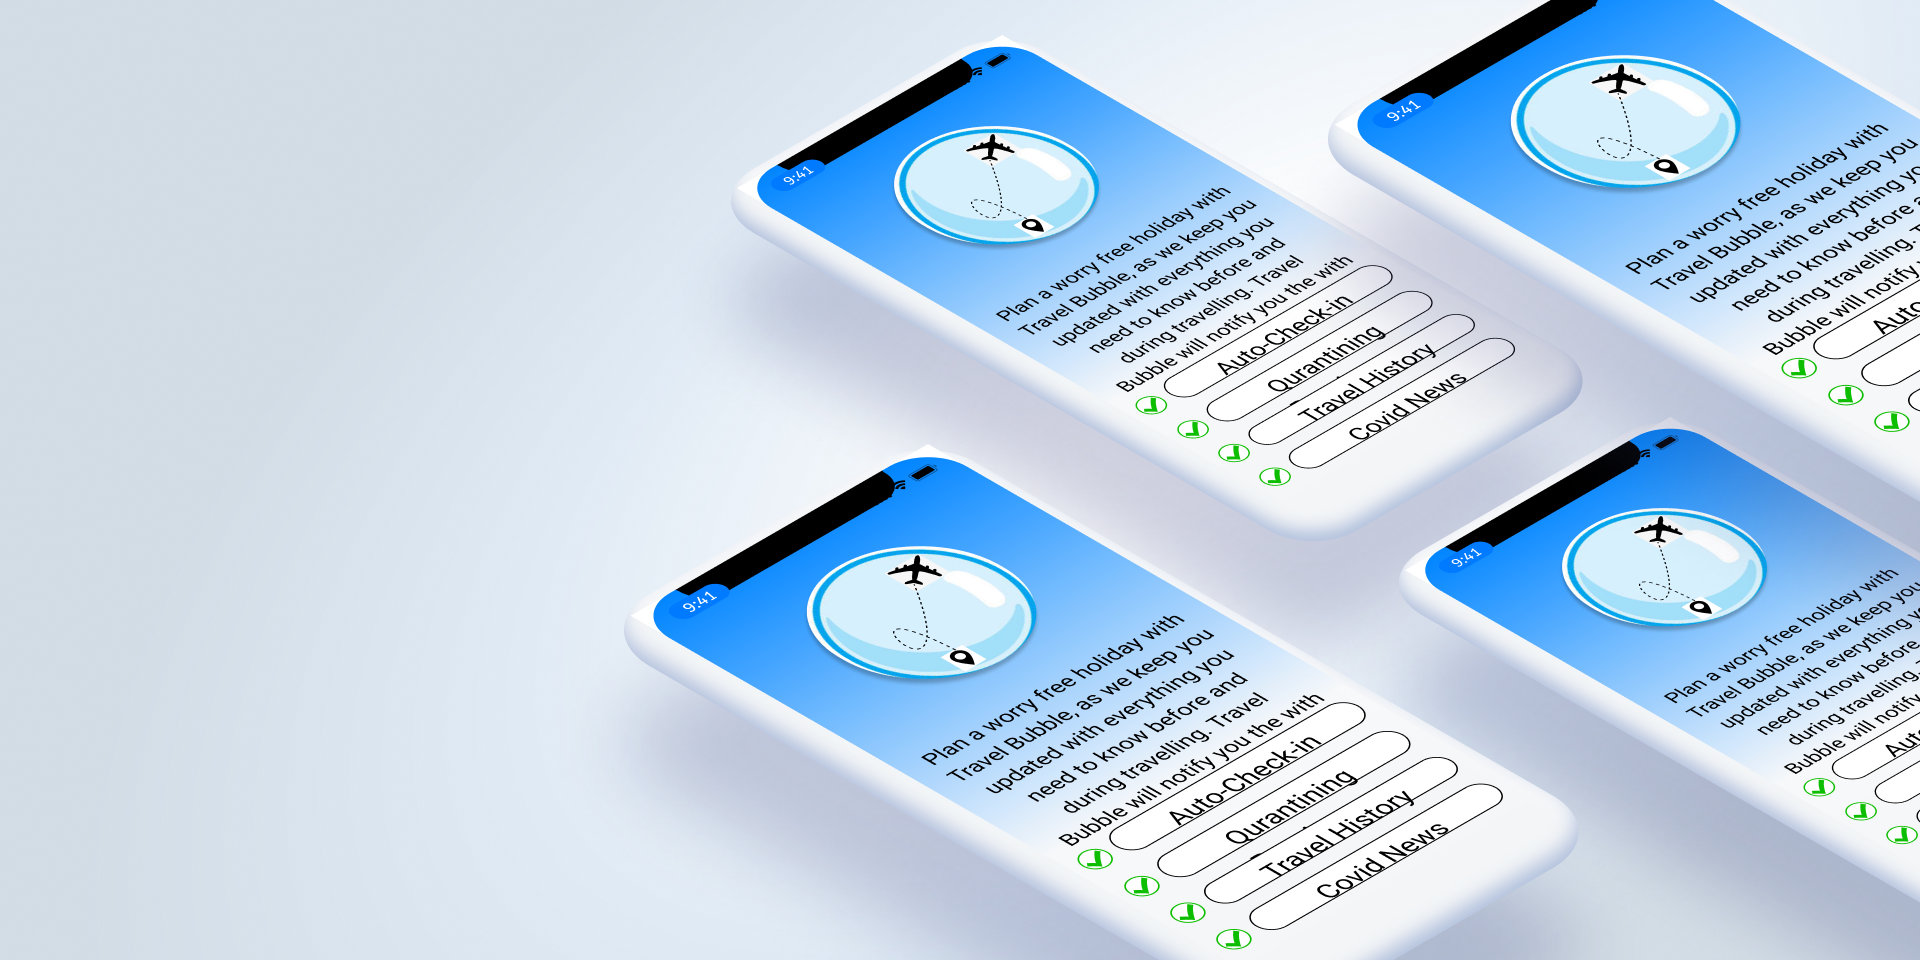 9:41
Plan a worry free holiday with
Travel Bubble, as we keep you
updated with everything you
need to know before and
during travelling. Travel
Bubble will notify you the with
Auto-Check-in
Qurantining
Travel History
Covid News
9:41
Plan a worry free holiday with
Travel Bubble, as we keep you
updated with everything
need to know before
during travelling.
Bubble will notify
9:41
Plan a worry free holiday with
Travel Bubble, as we keep you
updated with everything you
need to know before and
during travelling. Travel
Bubble will notify you the with
Auto-Check-in
Qurantining
Travel History
Covid News
9:41
Plan a worry free holiday with
Travel Bubble, as we keep you
updated with everything
need to know before
during travelling.
Bubble will notify